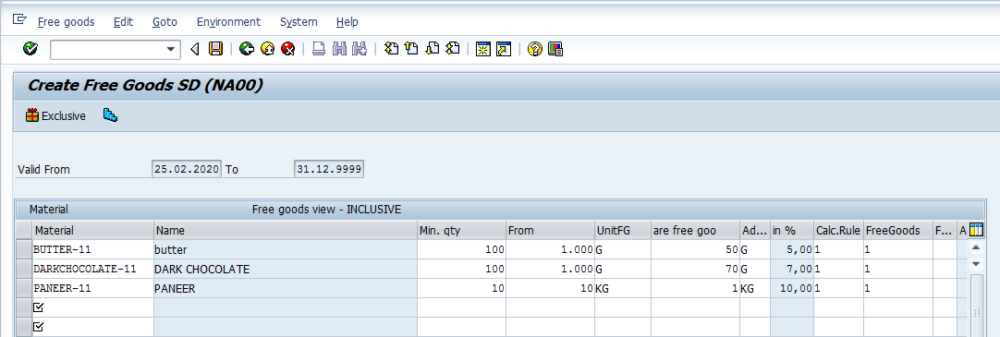 Free goods Edit Goto Environment System Help
Create Free Goods SD (NA00)
Exclusive
Valid From 25.02.2020 To 31.12.9999
Material Free goods view - INCLUSIVE
Material Name Min. qty From UnitFG are free goo Ad... in % Calc.Rule FreeGoods F... A
BUTTER-11 butter 100 1.000 G 50 G 5,00 1 1
DARKCHOCOLATE-11 DARK CHOCOLATE 100 1.000 G 70 G 7,00 1 1
PANEER-11 PANEER 10 10 KG 1 KG 10,00 1 1